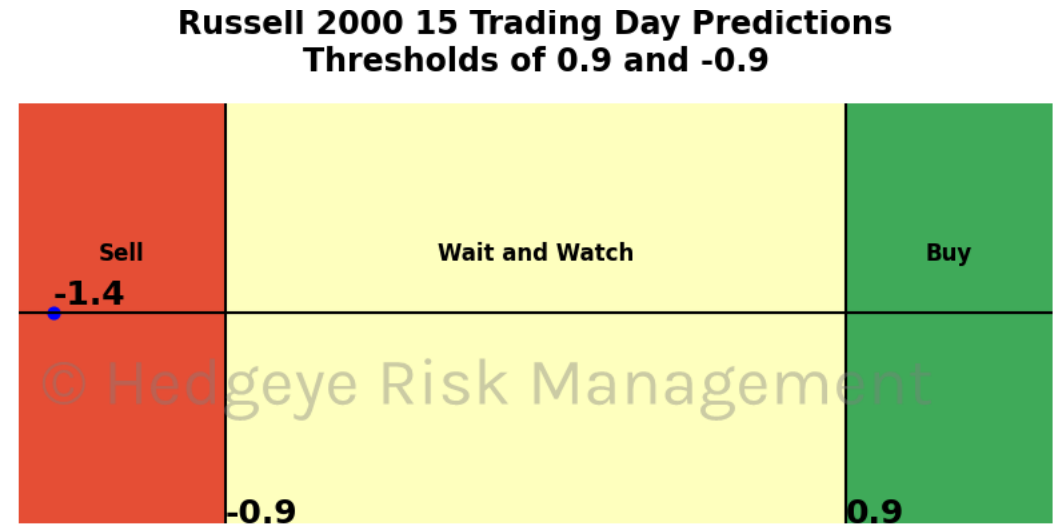 Russell 2000 15 Trading Day Predictions
Thresholds of 0.9 and -0.9
Sell
Wait and Watch
Buy
-1.4
© Hedgeye Risk Management
-0.9
0.9